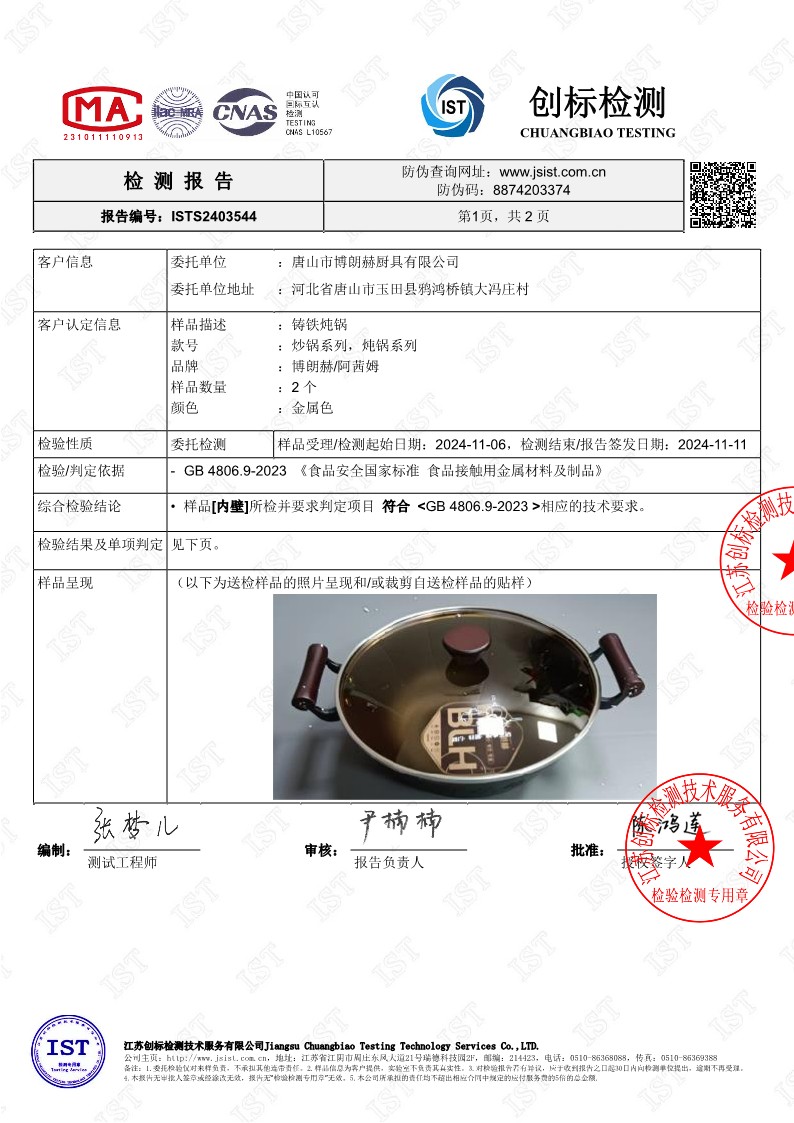 MA
231011110913
ilac-MRA
CNAS
中国认可
国际互认
检测
TESTING
CNAS L10567
IST
创标检测
CHUANGBIAO TESTING
检 测 报 告
防伪查询网址：www.jsist.com.cn
防伪码：8874203374
报告编号：ISTS2403544
第1页，共 2 页
客户信息
委托单位 ：唐山市博朗赫厨具有限公司
委托单位地址 ：河北省唐山市玉田县鸦鸿桥镇大冯庄村
客户认定信息
样品描述 ：铸铁炖锅
款号 ：炒锅系列，炖锅系列
品牌 ：博朗赫/阿茜姆
样品数量 ：2 个
颜色 ：金属色
检验性质 委托检测 样品受理/检测起始日期：2024-11-06，检测结束/报告签发日期：2024-11-11
检验/判定依据 - GB 4806.9-2023 《食品安全国家标准 食品接触用金属材料及制品》
综合检验结论 • 样品[内壁]所检并要求判定项目 符合 <GB 4806.9-2023 >相应的技术要求。
检验结果及单项判定 见下页。
样品呈现 （以下为送检样品的照片呈现和/或裁剪自送检样品的贴样）
BLH
江苏创标检测技
检验检测
编制： 张梦儿
测试工程师
审核： 尹楠楠
报告负责人
批准： 陈鸿莲
授权签字人
江苏创标检测技术服务有限公司
检验检测专用章
IST
检测专用章
Testing Service
江苏创标检测技术服务有限公司Jiangsu Chuangbiao Testing Technology Services Co.,LTD.
公司主页：http://www.jsist.com.cn，地址：江苏省江阴市周庄东风大道21号瑞德科技园2F，邮编：214423，电话：0510-86368088，传真：0510-86369388
备注：1.委托检验仅对来样负责，不承担其他连带责任。2.样品信息为客户提供，实验室不负责其真实性。3.对检验报告若有异议，应于收到报告之日起30日内向检测单位提出，逾期不再受理。
4.本报告无审批人签章或经涂改无效，报告无“检验检测专用章”无效。5.本公司所承担的责任均不超出相应合同中规定的应付服务费的5倍的总金额。